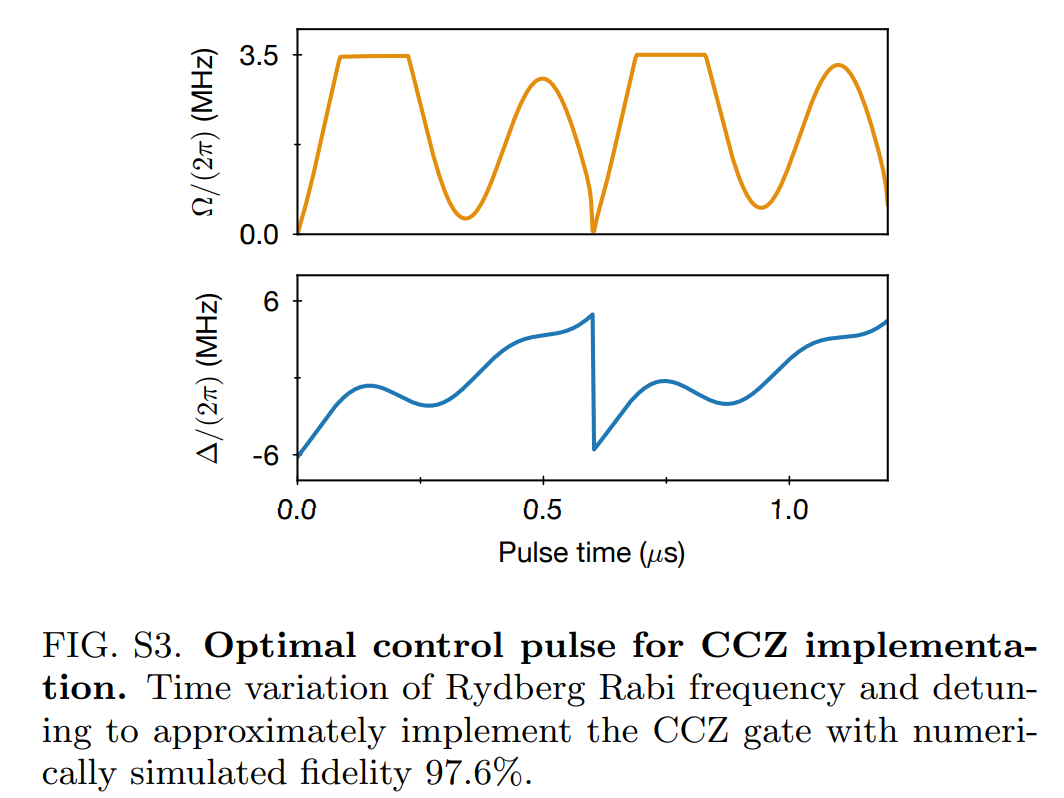 Ω/(2π) (MHz)
3.5
0.0
Δ/(2π) (MHz)
6
-6
0.0 0.5 1.0
Pulse time (μs)
FIG. S3. Optimal control pulse for CCZ implementa-
tion. Time variation of Rydberg Rabi frequency and detun-
ing to approximately implement the CCZ gate with numeri-
cally simulated fidelity 97.6%.